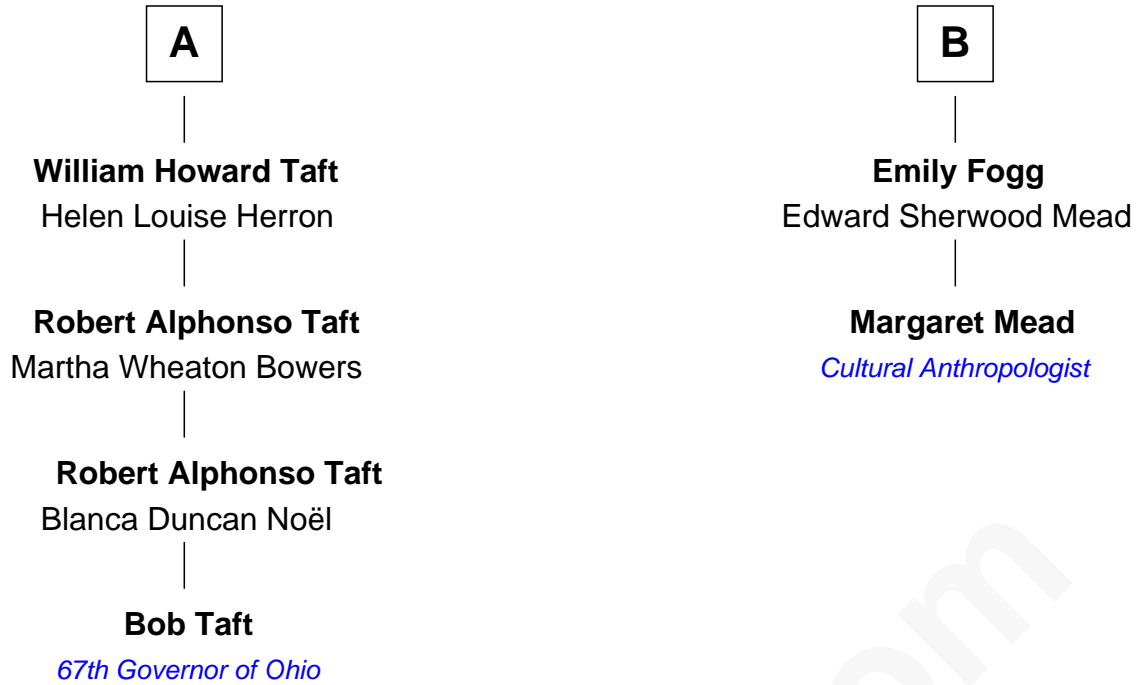 A
William Howard Taft
Helen Louise Herron
Robert Alphonso Taft
Martha Wheaton Bowers
Robert Alphonso Taft
Blanca Duncan Noël
Bob Taft
67th Governor of Ohio
B
Emily Fogg
Edward Sherwood Mead
Margaret Mead
Cultural Anthropologist
om